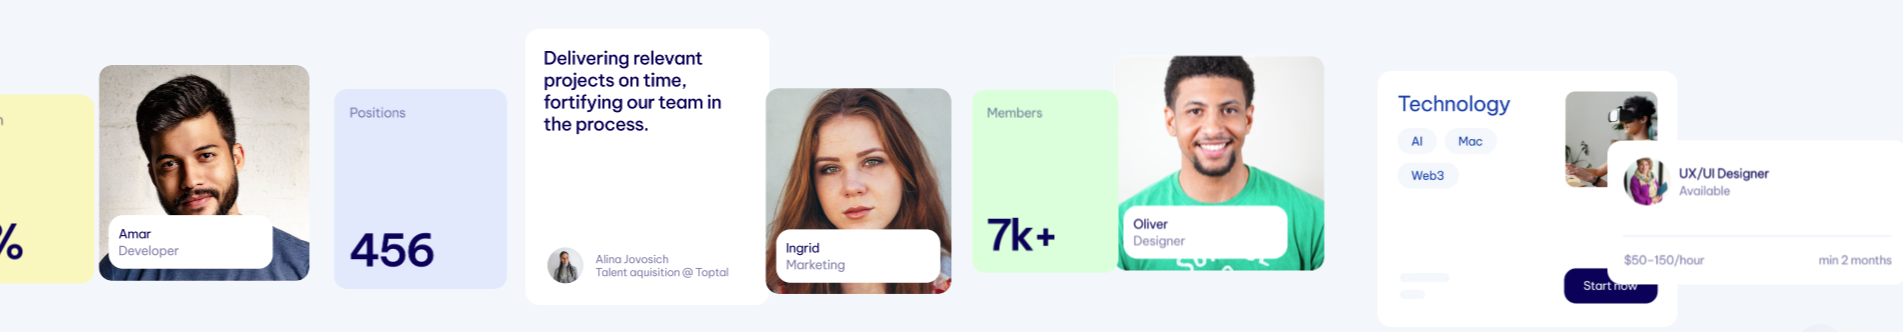 %
Amar
Developer
Positions
456
Delivering relevant
projects on time,
fortifying our team in
the process.
Alina Jovosich
Talent aquisition @ Toptal
Ingrid
Marketing
Members
7k+
Oliver
Designer
Technology
AI
Mac
Web3
UX/UI Designer
Available
$50–150/hour
min 2 months
Start now